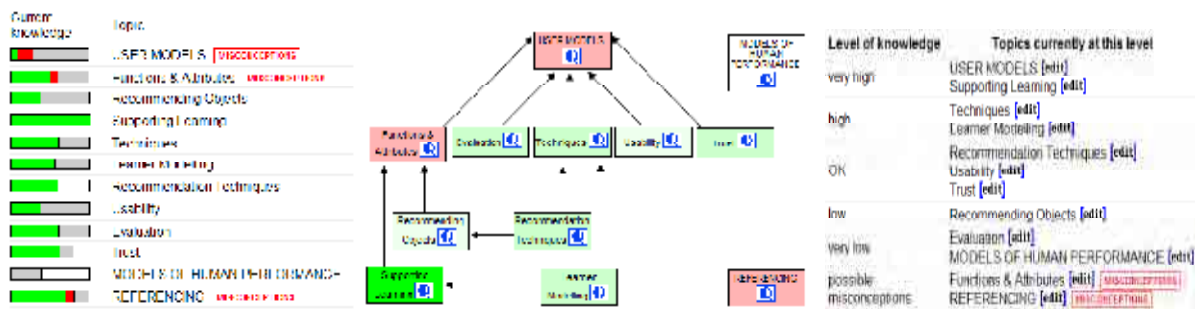 Current
knowledge
Topic
USER MODELS MISCONCEPTIONS
Functions & Attributes MISCONCEPTIONS
Recommending Objects
Supporting Learning
Techniques
Learner Modelling
Recommendation Techniques
Usability
Evaluation
Trust
MODELS OF HUMAN PERFORMANCE
REFERENCING MISCONCEPTIONS
USER MODELS
MODELS OF
HUMAN
PERFORMANCE
Functions &
Attributes
Evaluation
Techniques
Usability
Trust
Recommending
Objects
Recommendation
Techniques
Supporting
Learning
Learner
Modelling
REFERENCING
Level of knowledge
Topics currently at this level
very high
USER MODELS [edit]
Supporting Learning [edit]
high
Techniques [edit]
Learner Modelling [edit]
OK
Recommendation Techniques [edit]
Usability [edit]
Trust [edit]
low
Recommending Objects [edit]
very low
Evaluation [edit]
MODELS OF HUMAN PERFORMANCE [edit]
possible
misconceptions
Functions & Attributes [edit] MISCONCEPTIONS
REFERENCING [edit] MISCONCEPTIONS